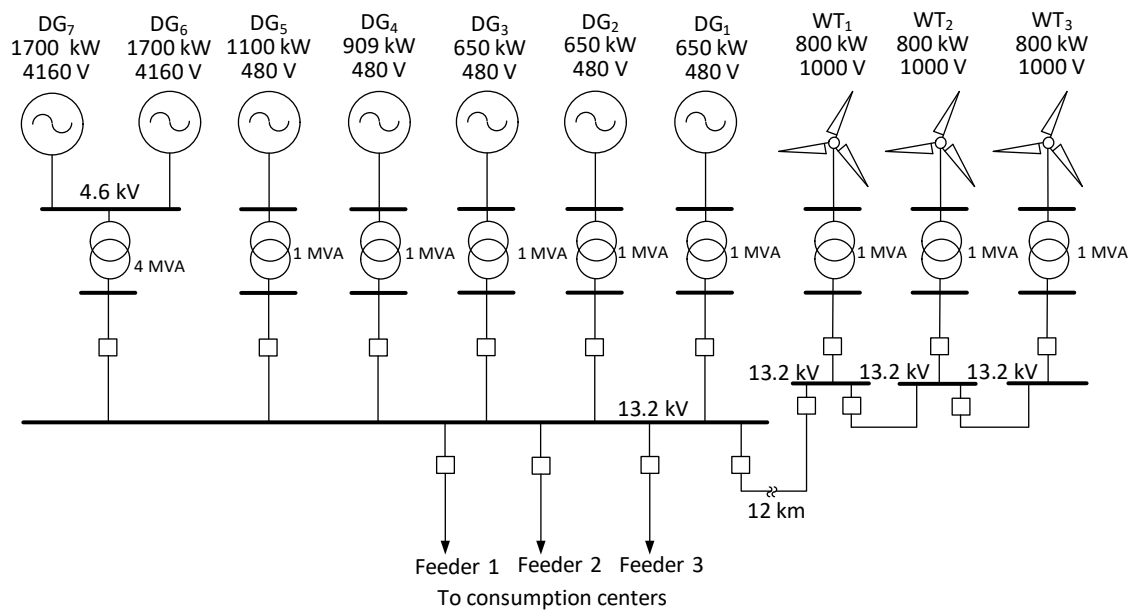 DG7 DG6 DG5 DG4 DG3 DG2 DG1 WT1 WT2 WT3
1700 kW 1700 kW 1100 kW 909 kW 650 kW 650 kW 650 kW 800 kW 800 kW 800 kW
4160 V 4160 V 480 V 480 V 480 V 480 V 480 V 1000 V 1000 V 1000 V
4.6 kV
4 MVA 1 MVA 1 MVA 1 MVA 1 MVA 1 MVA 1 MVA 1 MVA 1 MVA
13.2 kV 13.2 kV 13.2 kV
13.2 kV
12 km
Feeder 1 Feeder 2 Feeder 3
To consumption centers